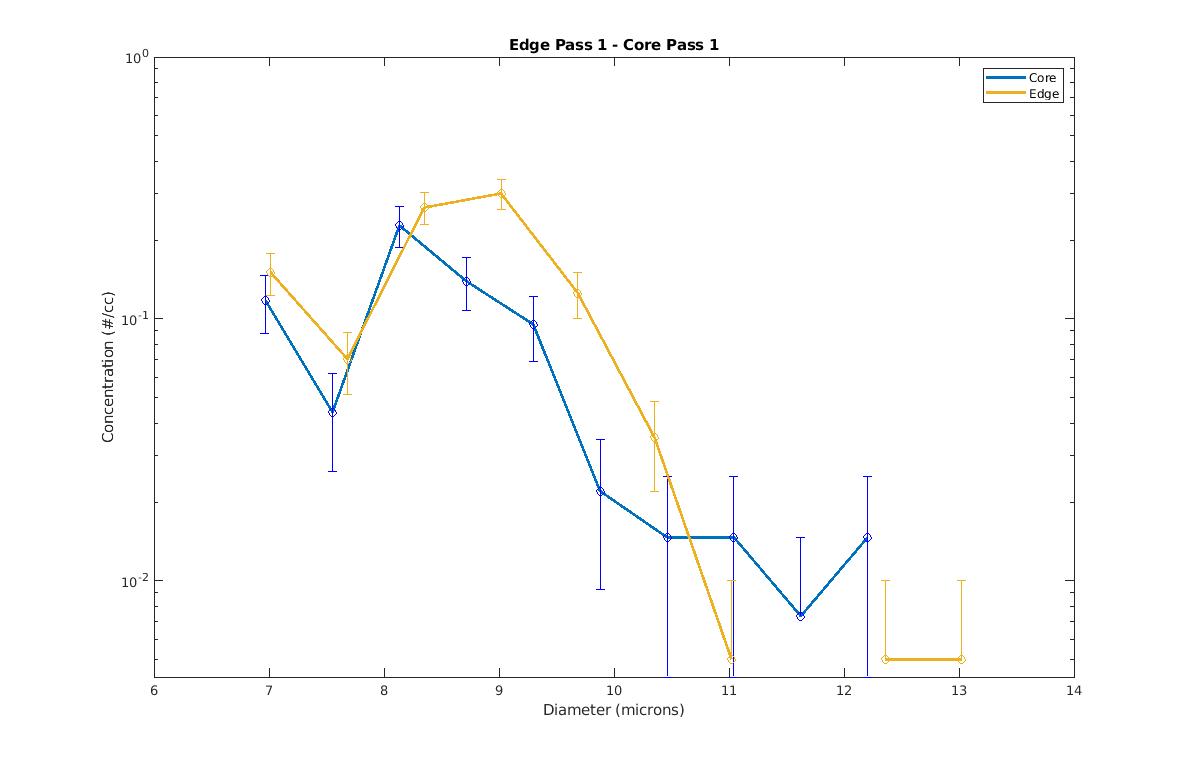 Edge Pass 1 - Core Pass 1
10^0
Core
Edge
10^-1
Concentration (#/cc)
10^-2
6 7 8 9 10 11 12 13 14
Diameter (microns)